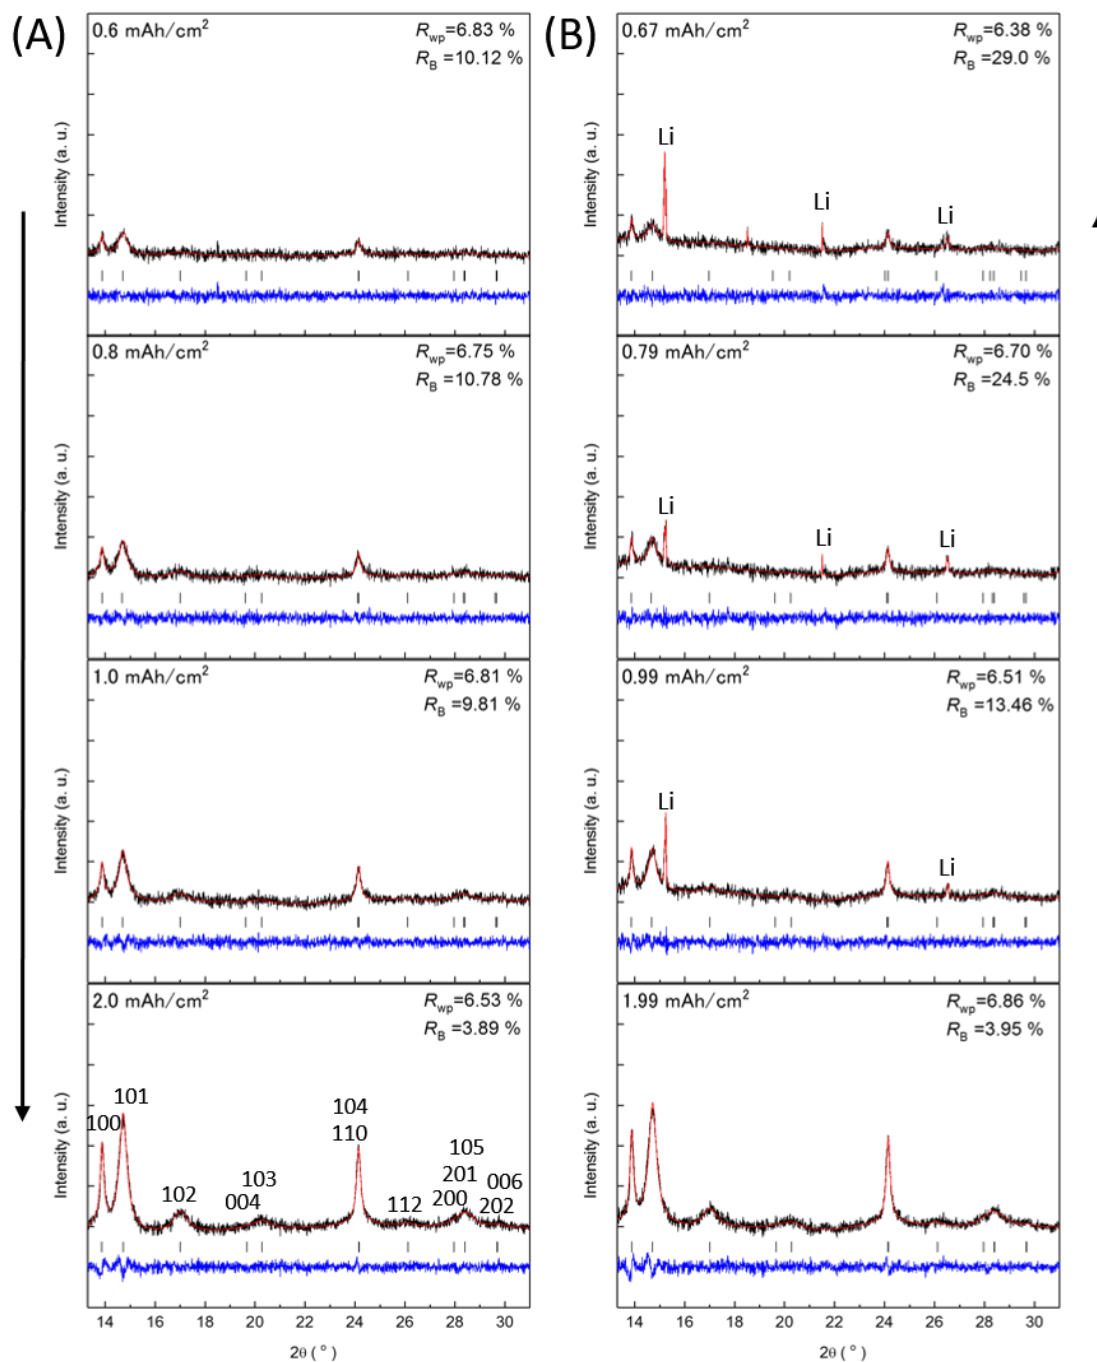 (A)
0.6 mAh/cm²
Rwp=6.83 %
RB =10.12 %
Intensity (a. u.)
0.8 mAh/cm²
Rwp=6.75 %
RB =10.78 %
Intensity (a. u.)
1.0 mAh/cm²
Rwp=6.81 %
RB =9.81 %
Intensity (a. u.)
2.0 mAh/cm²
Rwp=6.53 %
RB =3.89 %
Intensity (a. u.)
100
101
102
004
103
104
110
112
200
201
105
202
006
14 16 18 20 22 24 26 28 30
2θ ( ° )
(B)
0.67 mAh/cm²
Rwp=6.38 %
RB =29.0 %
Intensity (a. u.)
Li
Li
Li
0.79 mAh/cm²
Rwp=6.70 %
RB =24.5 %
Intensity (a. u.)
Li
Li
Li
0.99 mAh/cm²
Rwp=6.51 %
RB =13.46 %
Intensity (a. u.)
Li
Li
1.99 mAh/cm²
Rwp=6.86 %
RB =3.95 %
Intensity (a. u.)
14 16 18 20 22 24 26 28 30
2θ ( ° )